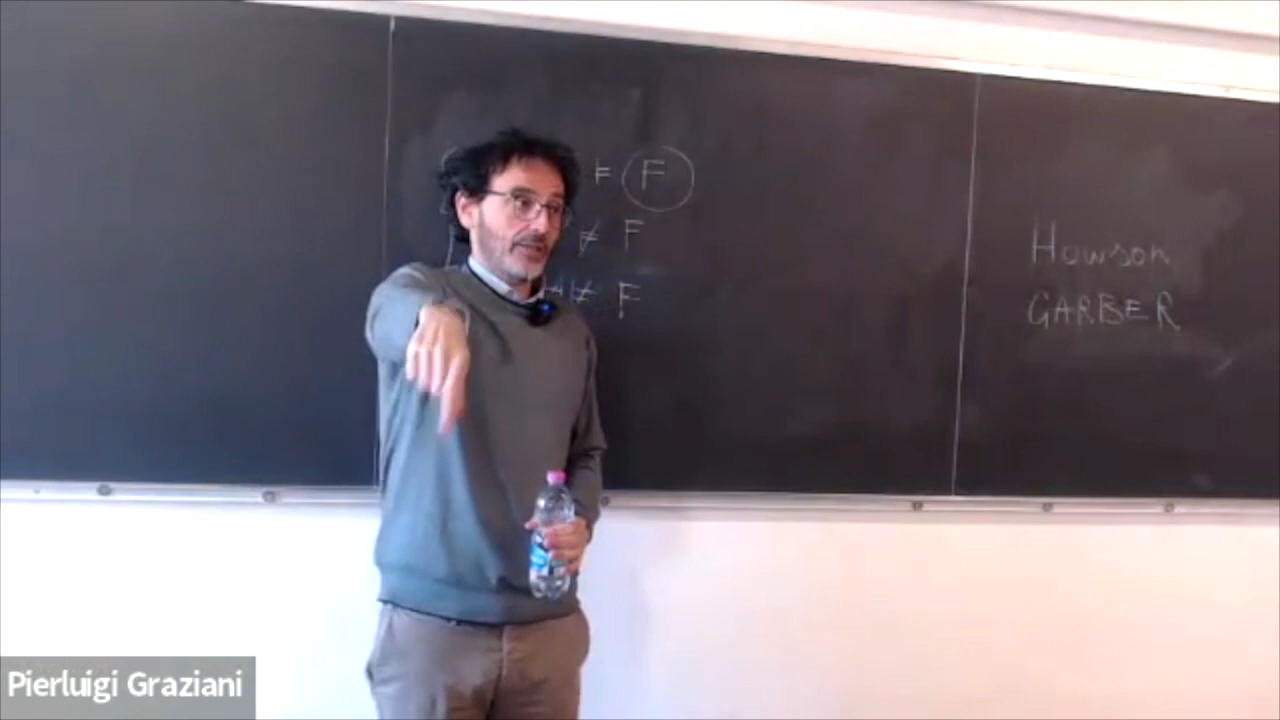 ⊨ F
⊭ F
H ⊭ F
Howson
GARBER
Pierluigi Graziani